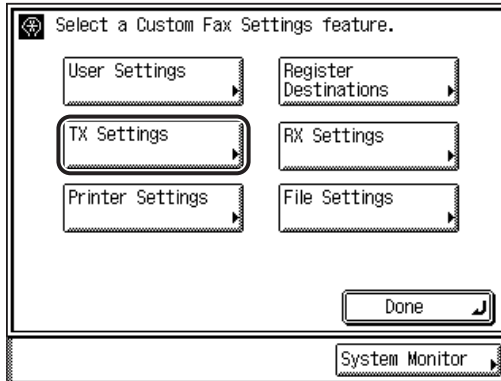 Select a Custom Fax Settings feature.
User Settings
Register
Destinations
TX Settings
RX Settings
Printer Settings
File Settings
Done
System Monitor